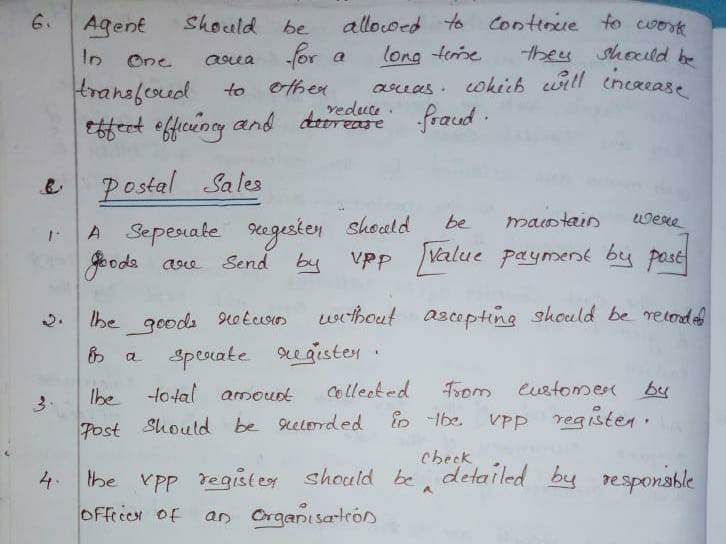 6. Agent should be allowed to continue to work
In one area for a long time they should be
transfered to other areas. which will increase
effect efficiency and decrease reduce fraud.
e. Postal Sales
1. A Seperate register should be maintain were
goods are send by VPP [Value payment by post]
2. The goods return without ascepting should be recorded
in a sperate register.
3. The total amount collected from customer by
Post should be recorded in the VPP register.
4. The VPP register should be check detailed by responsible
officer of an organisation